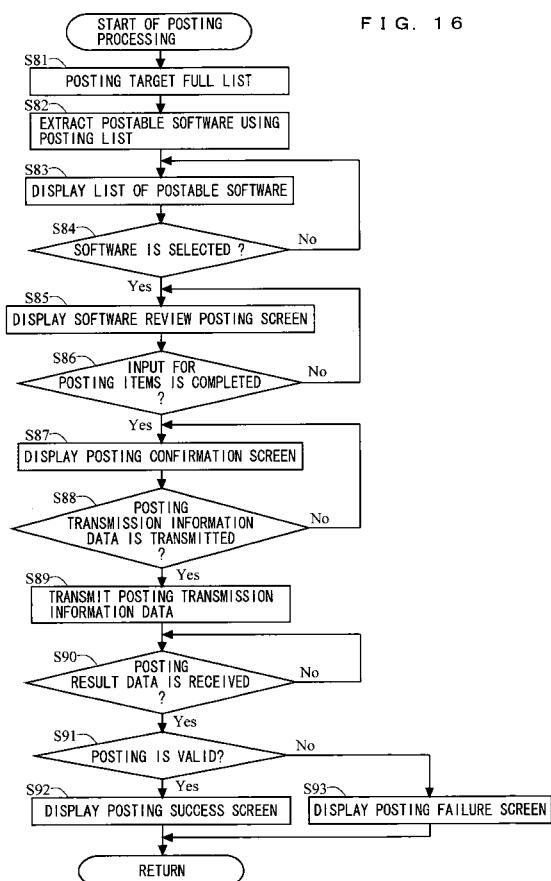 FIG. 16
START OF POSTING
PROCESSING
S81
POSTING TARGET FULL LIST
S82
EXTRACT POSTABLE SOFTWARE USING
POSTING LIST
S83
DISPLAY LIST OF POSTABLE SOFTWARE
S84
SOFTWARE IS SELECTED ?
No
Yes
S85
DISPLAY SOFTWARE REVIEW POSTING SCREEN
S86
INPUT FOR
POSTING ITEMS IS COMPLETED
?
No
Yes
S87
DISPLAY POSTING CONFIRMATION SCREEN
S88
POSTING
TRANSMISSION INFORMATION
DATA IS TRANSMITTED
?
No
Yes
S89
TRANSMIT POSTING TRANSMISSION
INFORMATION DATA
S90
POSTING
RESULT DATA IS RECEIVED
?
No
Yes
S91
POSTING IS VALID?
No
Yes
S92
DISPLAY POSTING SUCCESS SCREEN
S93
DISPLAY POSTING FAILURE SCREEN
RETURN